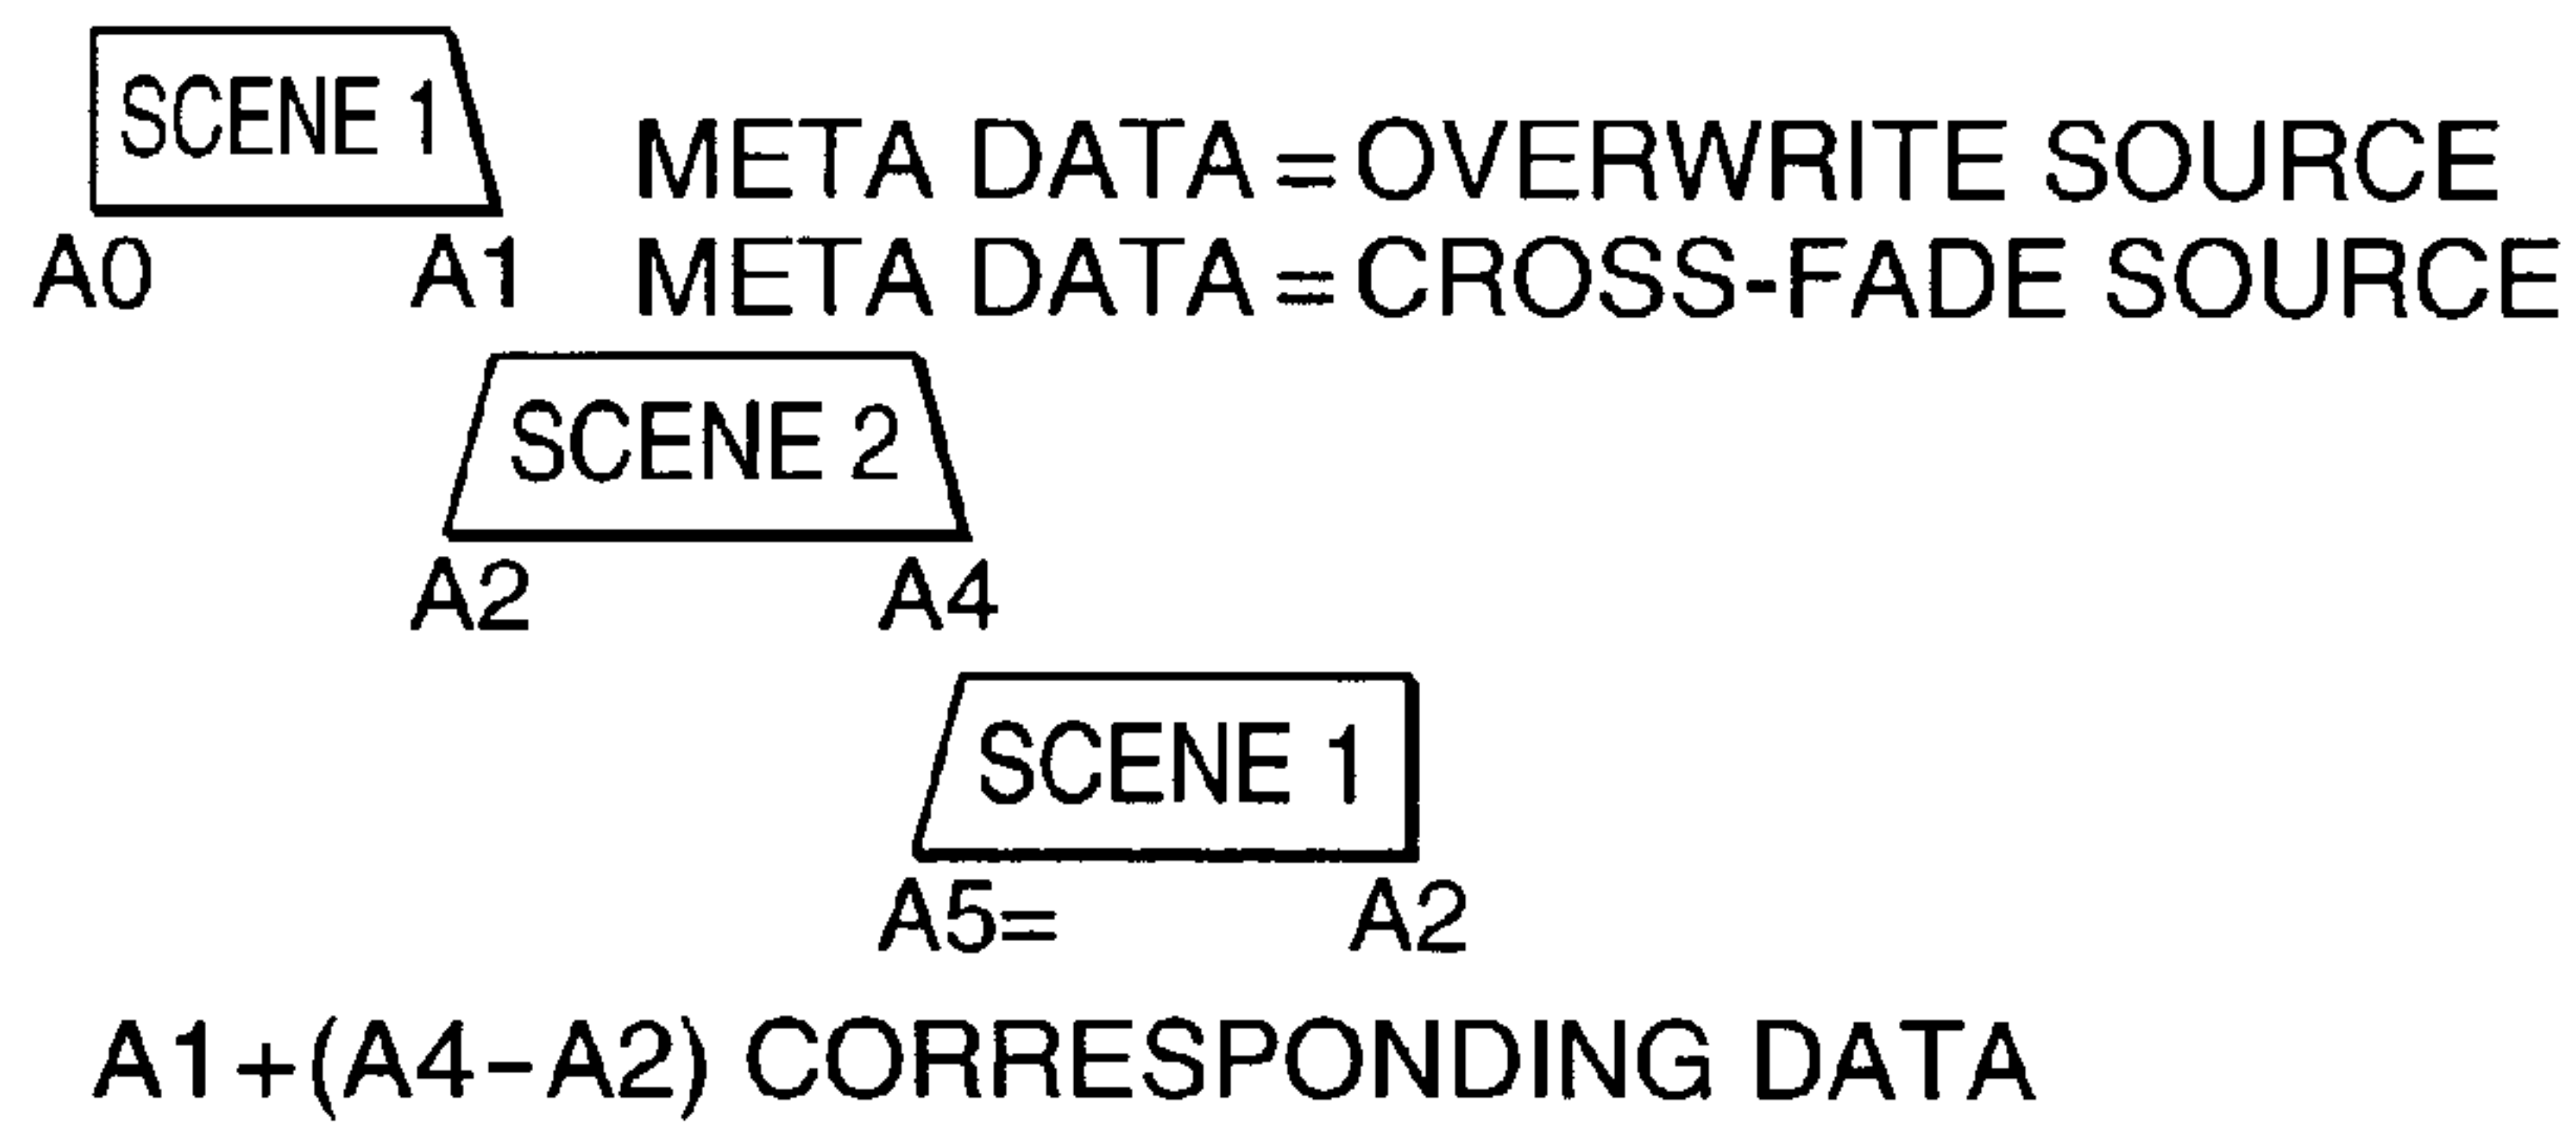 SCENE 1
META DATA=OVERWRITE SOURCE
A0 A1 META DATA=CROSS-FADE SOURCE
SCENE 2
A2 A4
SCENE 1
A5= A2
A1+(A4-A2) CORRESPONDING DATA